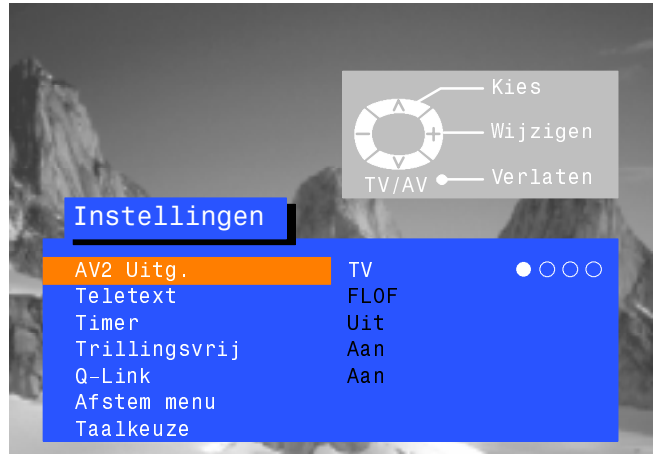 Kies
Wijzigen
TV/AV Verlaten
Instellingen
AV2 Uitg. TV
Teletext FLOF
Timer Uit
Trillingsvrij Aan
Q-Link Aan
Afstem menu
Taalkeuze